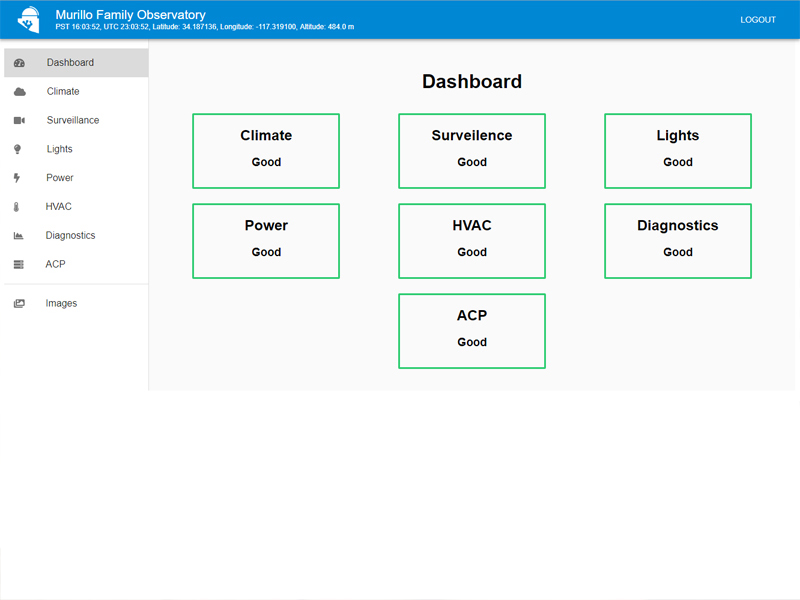 Murillo Family Observatory
PST 16:03:52, UTC 23:03:52, Latitude: 34.187136, Longitude: -117.319100, Altitude: 484.0 m
LOGOUT
Dashboard
Climate
Surveillance
Lights
Power
HVAC
Diagnostics
ACP
Images
Dashboard
Climate
Good
Surveilence
Good
Lights
Good
Power
Good
HVAC
Good
Diagnostics
Good
ACP
Good